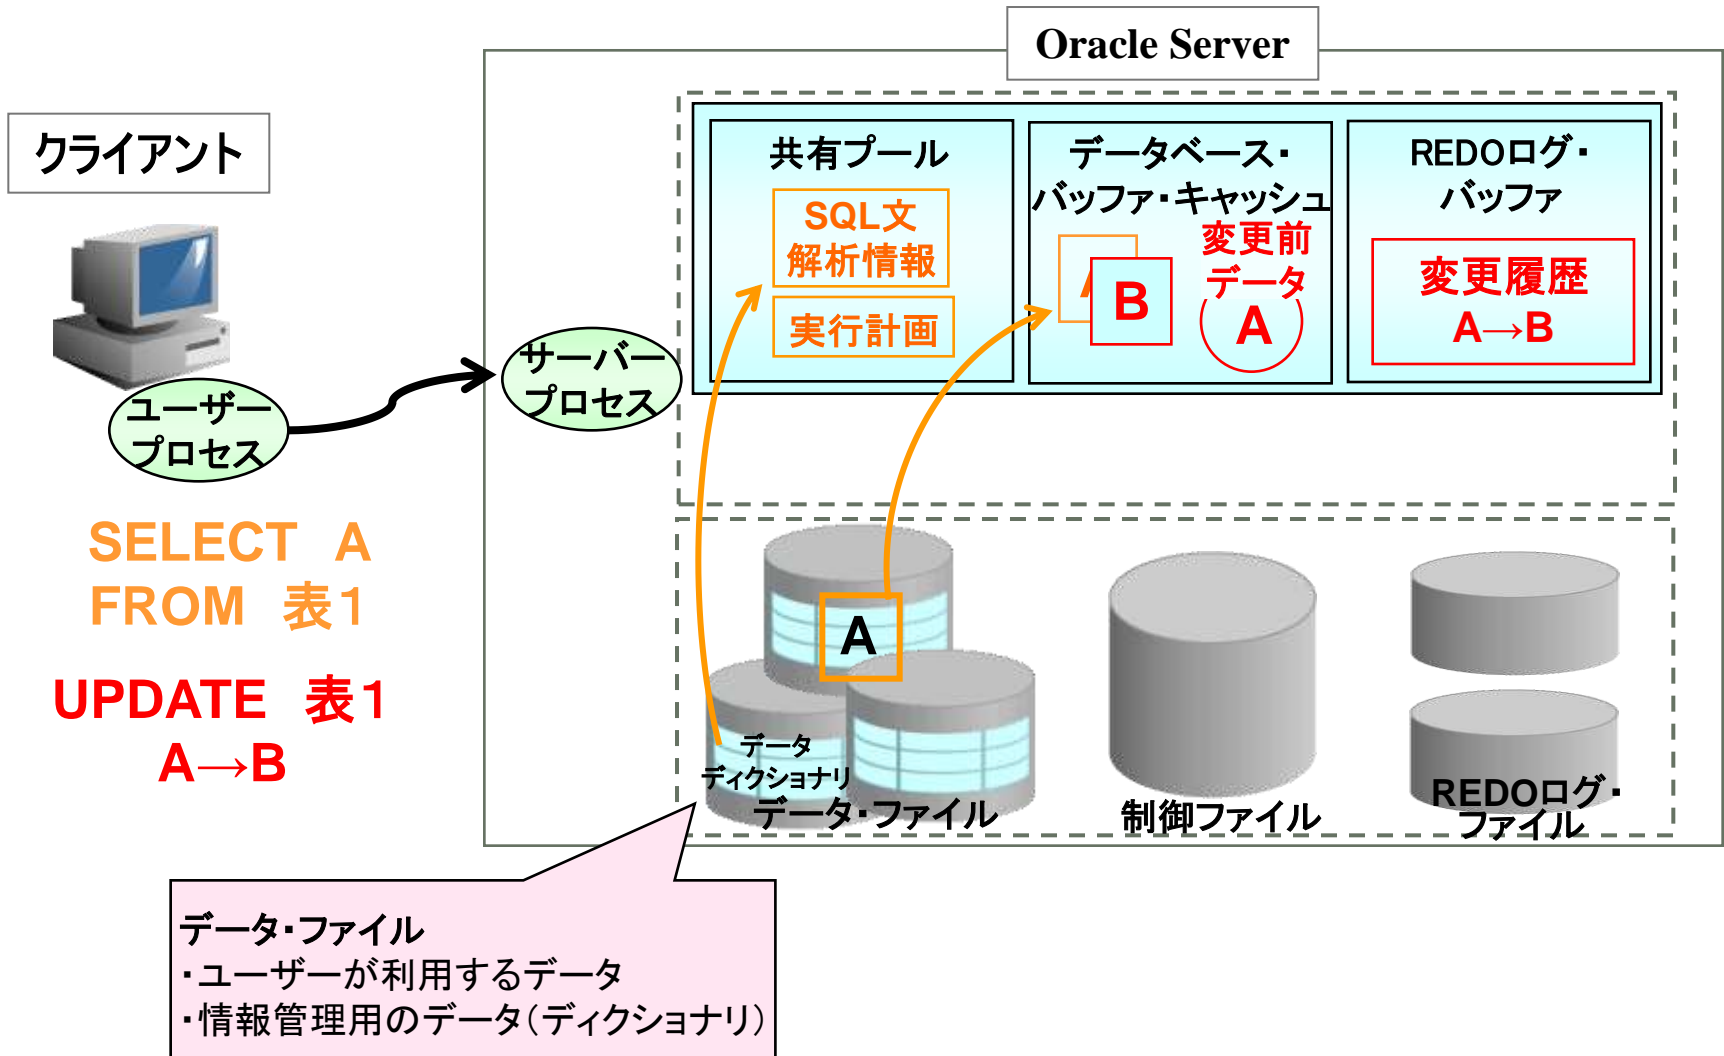 Oracle Server
クライアント
共有プール
SQL文
解析情報
実行計画
データベース・
バッファ・キャッシュ
変更前
データ
A
A
B
REDOログ・
バッファ
変更履歴
A→B
サーバー
プロセス
ユーザー
プロセス
SELECT A
FROM 表1
UPDATE 表1
A→B
A
データ
ディクショナリ
データ・ファイル
制御ファイル
REDOログ・
ファイル
データ・ファイル
・ユーザーが利用するデータ
・情報管理用のデータ(ディクショナリ)